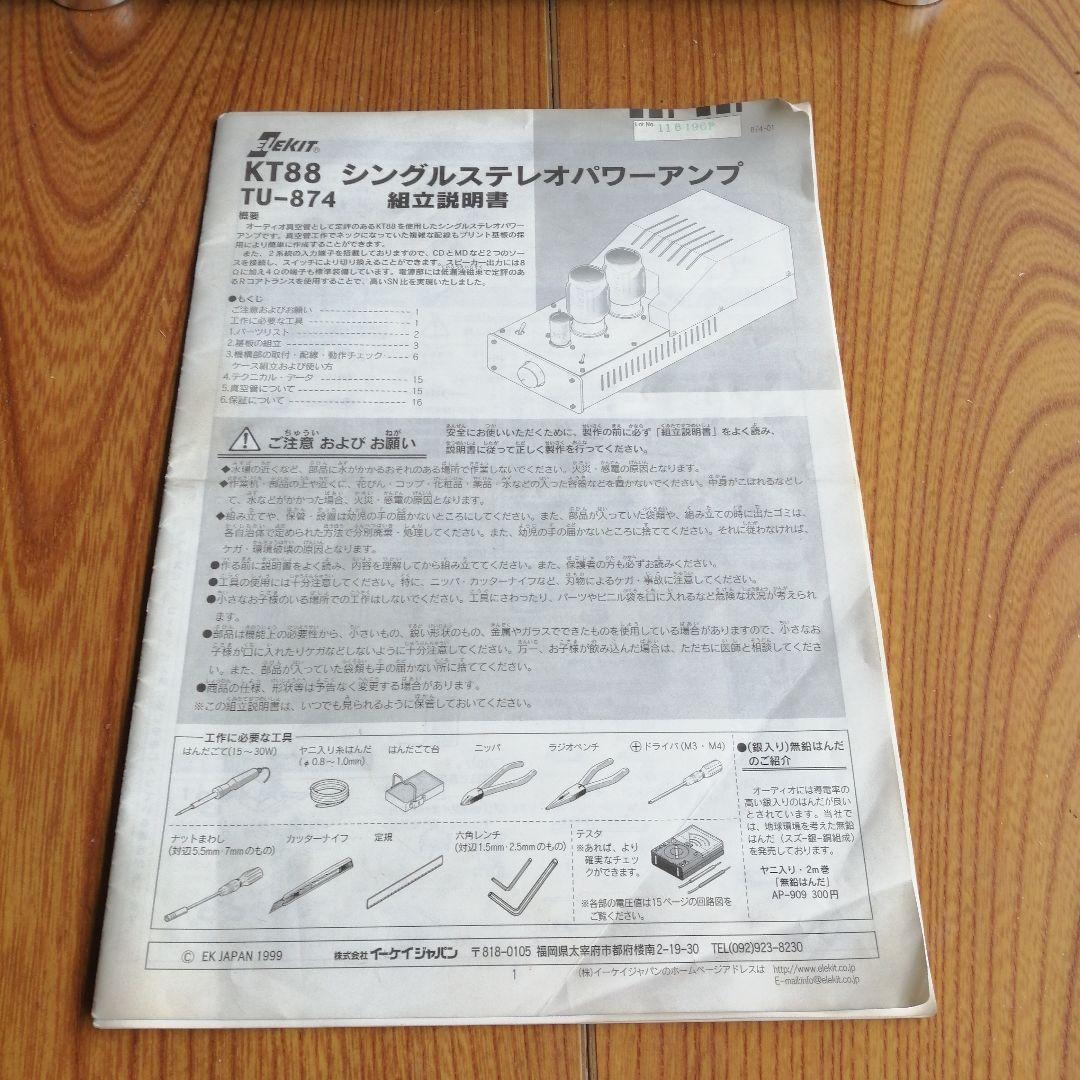 ELEKIT®
Lot No. 118196P
874-01
KT88 シングルステレオパワーアンプ
TU-874 組立説明書
概要
オーディオ真空管として定評のあるKT88を使用したシングルステレオパワー
アンプです。真空管工作でネックになっていた複雑な配線もプリント基板の採
用により簡単に作成することができます。
また、2系統の入力端子を搭載しておりますので、CDとMDなど2つのソー
スを接続し、スイッチにより切り換えることができます。スピーカー出力には8
Ωに加え4Ωの端子も標準装備しています。電源部には低漏洩磁束で定評のあ
るRコアトランスを使用することで、高いSN比を実現いたしました。
●もくじ
ご注意およびお願い 1
工作に必要な工具 1
1.パーツリスト 2
2.基板の組立 3
3.機構部の取付・配線・動作チェック 6
ケース組立および使い方
4.テクニカル・データ 15
5.真空管について 15
6.保証について 16
ご注意 および お願い
安全にお使いいただくために、製作の前に必ず「組立説明書」をよく読み、
説明書に従って正しく製作を行ってください。
◆水場の近くなど、部品に水がかかるおそれのある場所で作業しないでください。火災・感電の原因となります。
◆作業机・部品の上や近くに、花びん・コップ・化粧品・薬品・水などの入った容器などを置かないでください。中身がこぼれるなどし
て、水などがかかった場合、火災・感電の原因となります。
◆組み立てや、保管・設置は幼児の手の届かないところにしてください。また、部品が入っていた袋類や、組み立ての時に出たゴミは、
各自治体で定められた方法で分別廃棄・処理してください。また、幼児の手の届かないところに捨ててください。それに従わなければ、
ケガ・環境破壊の原因となります。
●作る前に説明書をよく読み、内容を理解してから組み立ててください。また、保護者の方も必ずお読みください。
●工具の使用には十分注意してください。特に、ニッパ・カッターナイフなど、刃物によるケガ・事故に注意してください。
●小さなお子様のいる場所での工作はしないでください。工具にさわったり、パーツやビニル袋を口に入れるなど危険な状況が考えられ
ます。
●部品は機能上の必要性から、小さいもの、鋭い形状のもの、金属やガラスでできたものを使用している場合がありますので、小さなお
子様が口に入れたりケガなどしないように十分注意してください。万一、お子様が飲み込んだ場合は、ただちに医師と相談してくださ
い。また、部品が入っていた袋類も手の届かない所に捨ててください。
●商品の仕様、形状等は予告なく変更する場合があります。
※この組立説明書は、いつでも見られるように保管しておいてください。
工作に必要な工具
はんだごて(15～30W)
ヤニ入り糸はんだ
(φ0.8～1.0mm)
はんだごて台
ニッパ
ラジオペンチ
⊕ドライバ(M3・M4)
ナットまわし
(対辺5.5mm・7mmのもの)
カッターナイフ
定規
六角レンチ
(対辺1.5mm・2.5mmのもの)
テスタ
※あれば、より
確実なチェッ
クができます。
※各部の電圧値は15ページの回路図を
ご覧ください。
●(銀入り)無鉛はんだ
のご紹介
オーディオには導電率の
高い銀入りのはんだが良い
とされています。当社で
は、地球環境を考えた無鉛
はんだ(スズ-銀-銅組成)
を発売しております。
ヤニ入り・2m巻
「無鉛はんだ」
AP-909 300円
© EK JAPAN 1999
株式会社 イーケイジャパン 〒818-0105 福岡県太宰府市都府楼南2-19-30 TEL(092)923-8230
1
(株)イーケイジャパンのホームページアドレスは http://www.elekit.co.jp
E-mail:info@elekit.co.jp